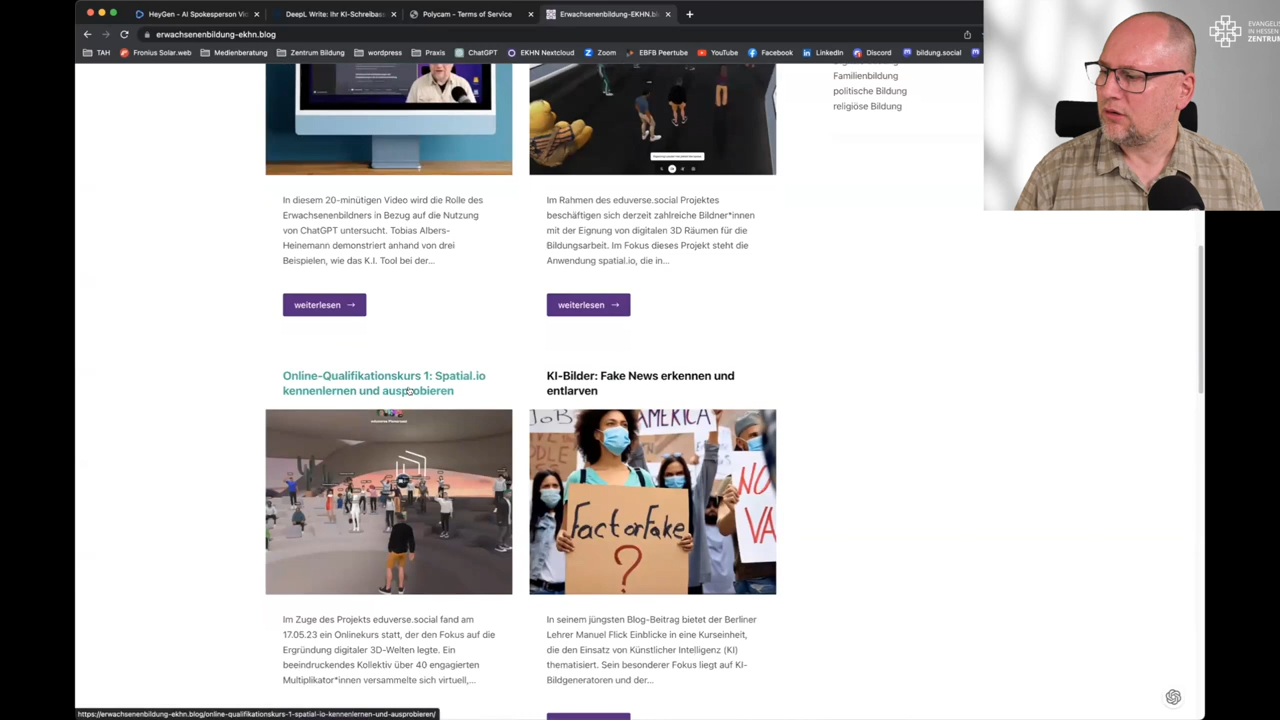 HeyGen - AI Spokesperson Vid
DeepL Write: Ihr KI-Schreibass
Polycam - Terms of Service
Erwachsenenbildung-EKHN.bl
erwachsenenbildung-ekhn.blog
TAH
Fronius Solar.web
Medienberatung
Zentrum Bildung
wordpress
Praxis
ChatGPT
EKHN Nextcloud
Zoom
EBFB Peertube
YouTube
Facebook
LinkedIn
Discord
bildung.social
EVANGELIS
IN HESSEN
ZENTRUM
Familienbildung
politische Bildung
religiöse Bildung
In diesem 20-minütigen Video wird die Rolle des
Erwachsenenbildners in Bezug auf die Nutzung
von ChatGPT untersucht. Tobias Albers-
Heinemann demonstriert anhand von drei
Beispielen, wie das K.I. Tool bei der...
weiterlesen →
Im Rahmen des eduverse.social Projektes
beschäftigen sich derzeit zahlreiche Bildner*innen
mit der Eignung von digitalen 3D Räumen für die
Bildungsarbeit. Im Fokus dieses Projekt steht die
Anwendung spatial.io, die in...
weiterlesen →
Online-Qualifikationskurs 1: Spatial.io
kennenlernen und ausprobieren
KI-Bilder: Fake News erkennen und
entlarven
AMERICA
NO
VA
Fact or Fake
?
Im Zuge des Projekts eduverse.social fand am
17.05.23 ein Onlinekurs statt, der den Fokus auf die
Ergründung digitaler 3D-Welten legte. Ein
beeindruckendes Kollektiv über 40 engagierten
Multiplikator*innen versammelte sich virtuell,...
In seinem jüngsten Blog-Beitrag bietet der Berliner
Lehrer Manuel Flick Einblicke in eine Kurseinheit,
die den Einsatz von Künstlicher Intelligenz (KI)
thematisiert. Sein besonderer Fokus liegt auf KI-
Bildgeneratoren und der...
https://erwachsenenbildung-ekhn.blog/online-qualifikationskurs-1-spatial-io-kennenlernen-und-ausprobieren/